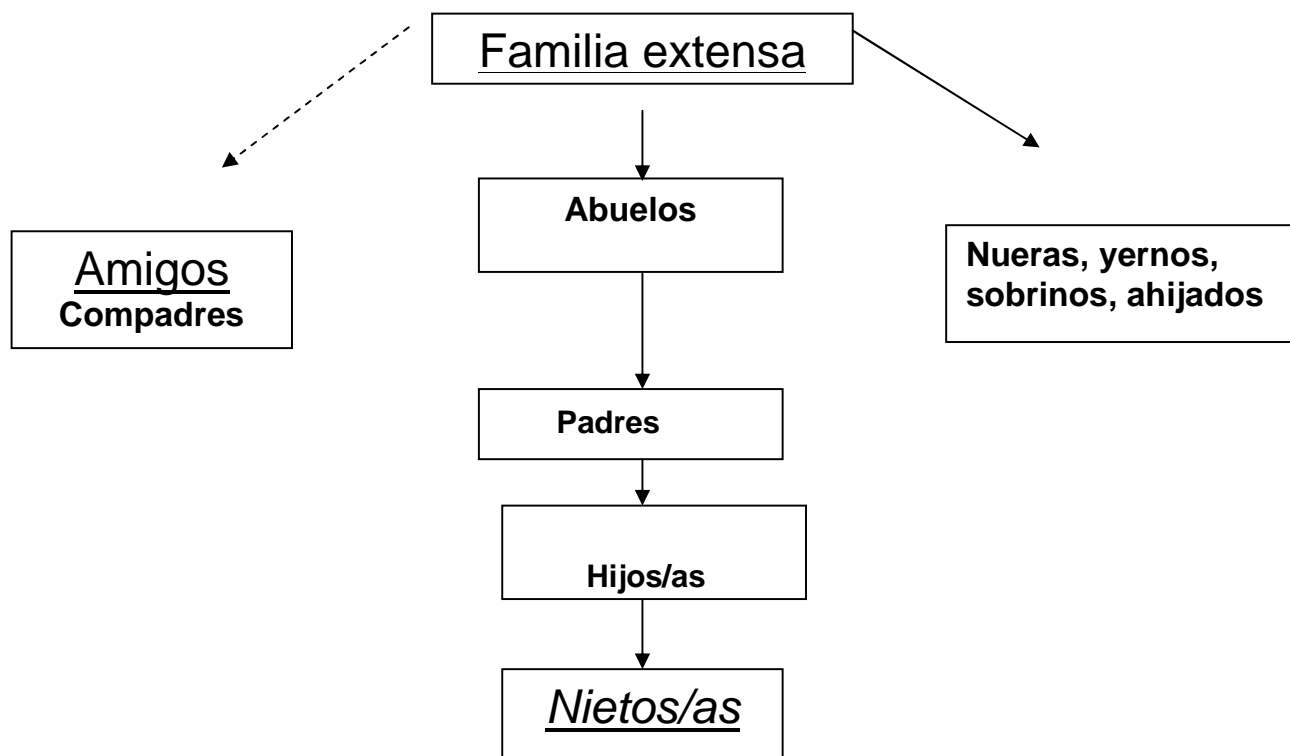 Familia extensa
Abuelos
Amigos
Compadres
Nueras, yernos,
sobrinos, ahijados
Padres
Hijos/as
Nietos/as